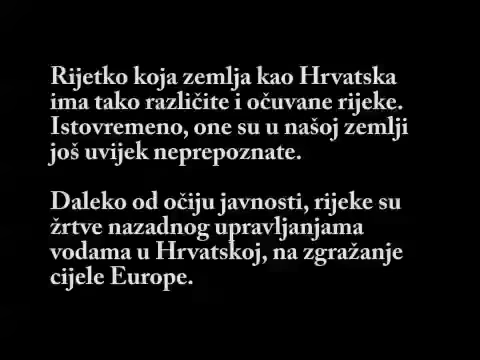 Rijetko koja zemlja kao Hrvatska
ima tako različite i očuvane rijeke.
Istovremeno, one su u našoj zemlji
još uvijek neprepoznate.
Daleko od očiju javnosti, rijeke su
žrtve nazadnog upravljanjama
vodama u Hrvatskoj, na zgražanje
cijele Europe.